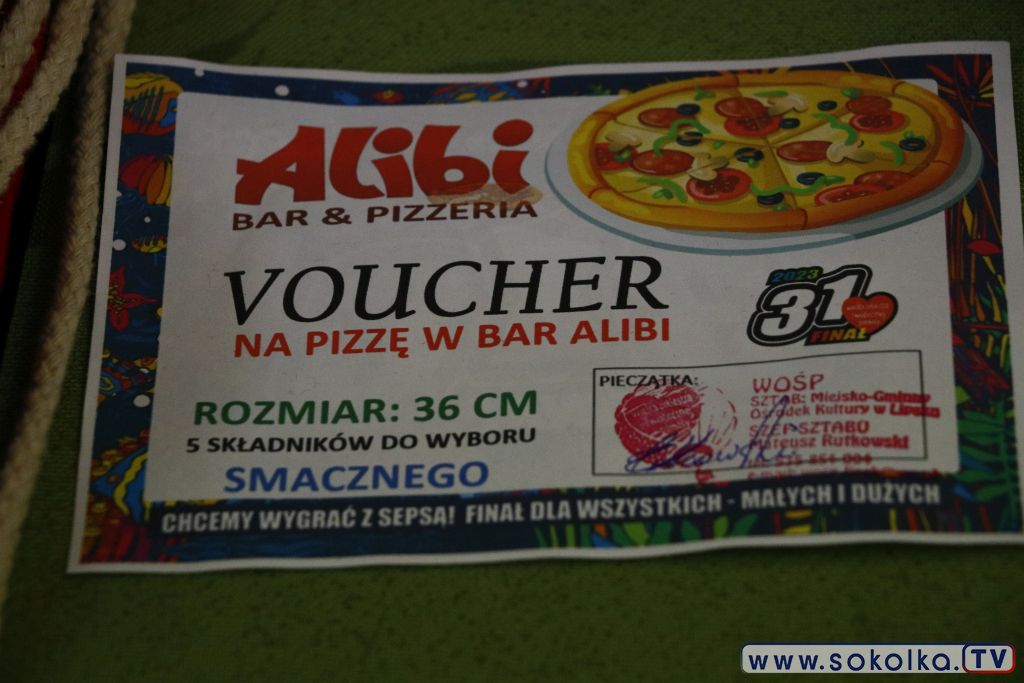 Alibi
BAR & PIZZERIA
VOUCHER
NA PIZZĘ W BAR ALIBI
2023
31
FINAŁ
ROZMIAR: 36 CM
5 SKŁADNIKÓW DO WYBORU
SMACZNEGO
PIECZĄTKA:
WOŚP
SZTAB: Miejsko-Gminny
Ośrodek Kultury w Lipsku
SZEF SZTABU
Mateusz Rutkowski
CHCEMY WYGRAĆ Z SEPSĄ! FINAŁ DLA WSZYSTKICH - MAŁYCH I DUŻYCH
www.sokolka.TV